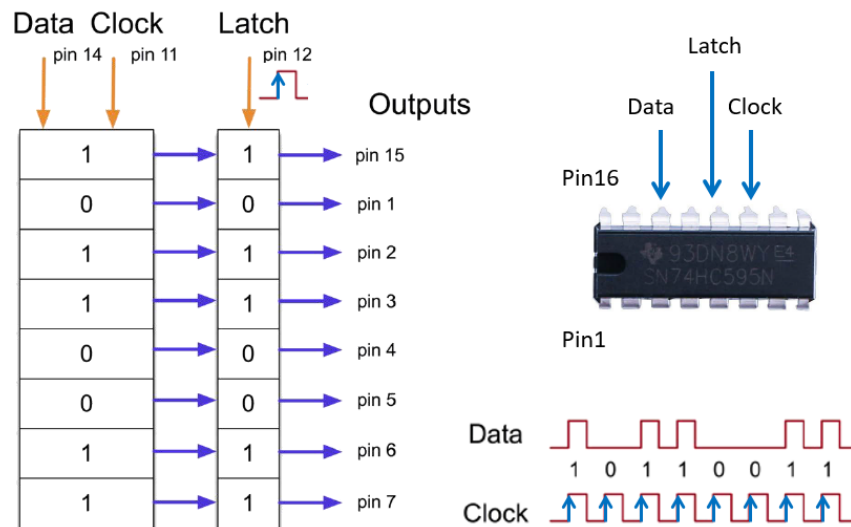 Data Clock Latch
pin 14 pin 11 pin 12
Outputs
1 1 pin 15
0 0 pin 1
1 1 pin 2
1 1 pin 3
0 0 pin 4
0 0 pin 5
1 1 pin 6
1 1 pin 7
Latch
Data Clock
Pin16
93DN8WY E4
SN74HC595N
Pin1
Data
1 0 1 1 0 0 1 1
Clock